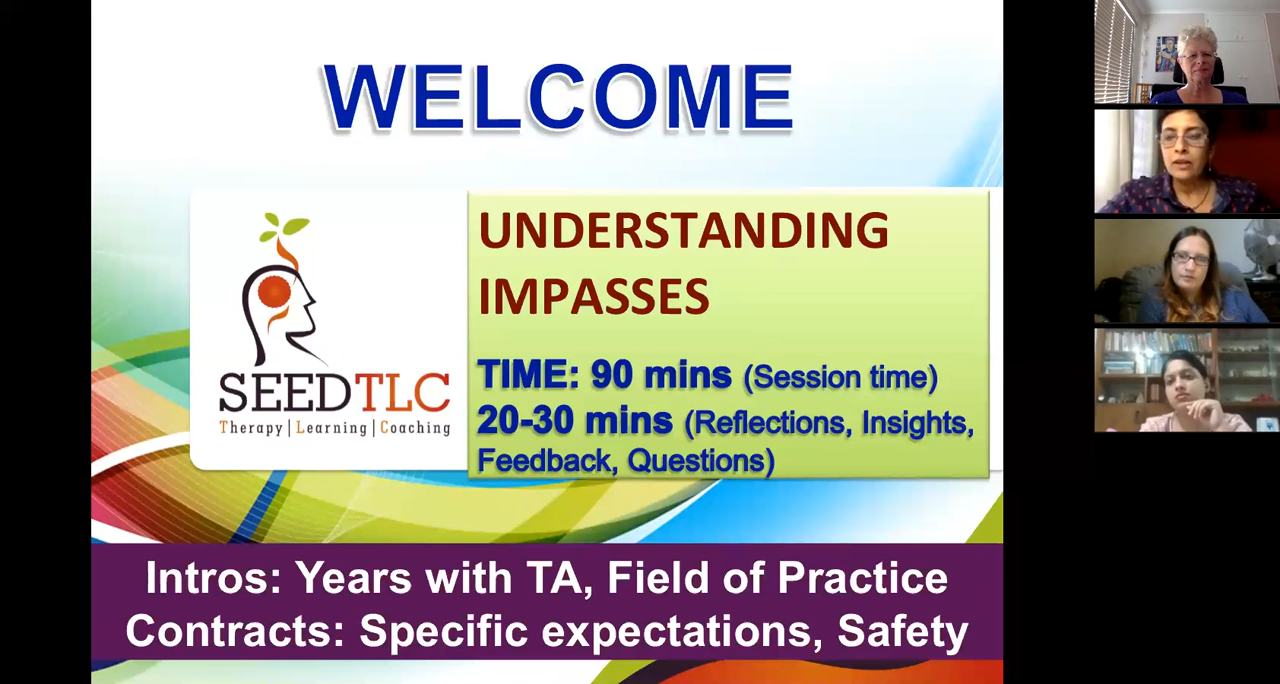 WELCOME
SEEDTLC
Therapy|Learning|Coaching
UNDERSTANDING
IMPASSES
TIME: 90 mins (Session time)
20-30 mins (Reflections, Insights,
Feedback, Questions)
Intros: Years with TA, Field of Practice
Contracts: Specific expectations, Safety